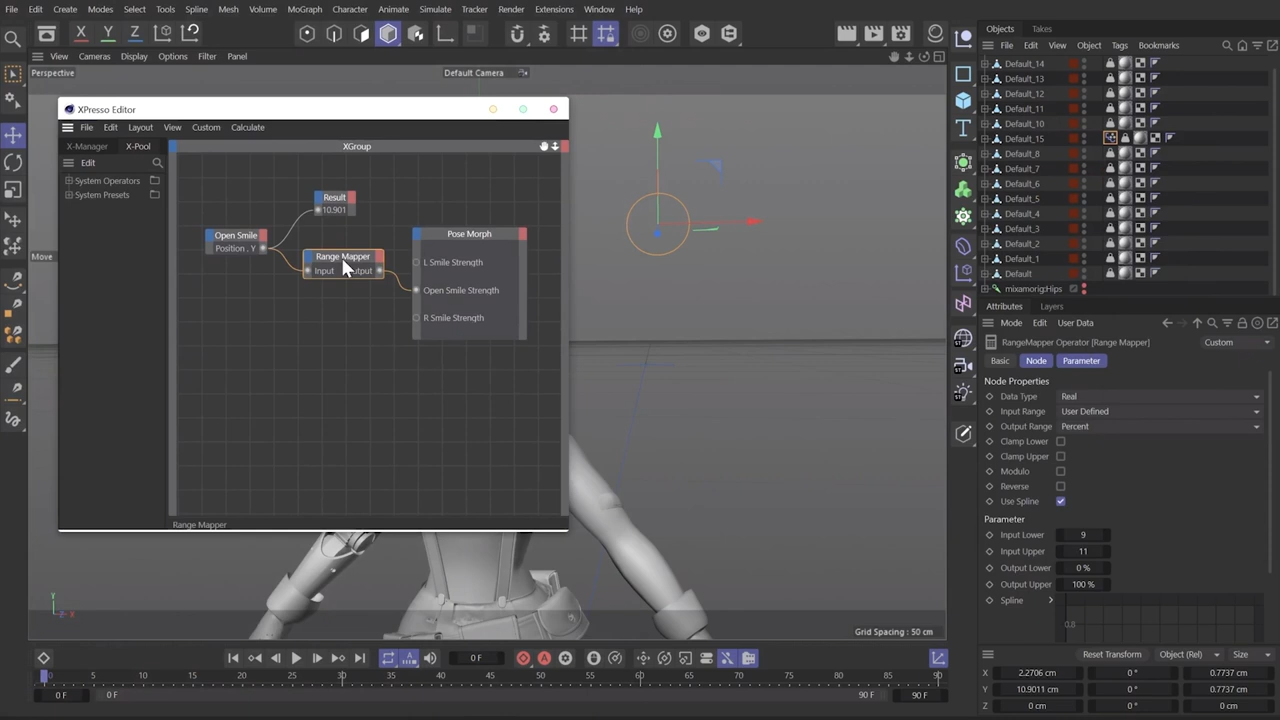 File Edit Create Modes Select Tools Spline Mesh Volume MoGraph Character Animate Simulate Tracker Render Extensions Window Help
X Y Z
Objects Takes
File Edit View Object Tags Bookmarks
View Cameras Display Options Filter Panel
Perspective
Default Camera
Default_14
Default_13
Default_12
Default_11
Default_10
Default_15
Default_8
Default_7
Default_6
Default_5
Default_4
Default_3
Default_2
Default_1
Default
mixamorig:Hips
XPresso Editor
File Edit Layout View Custom Calculate
X-Manager X-Pool
XGroup
Edit
System Operators
System Presets
Result
10.901
Open Smile
Position . Y
Range Mapper
Input Output
Pose Morph
L Smile Strength
Open Smile Strength
R Smile Strength
Move
Range Mapper
Attributes Layers
Mode Edit User Data
RangeMapper Operator [Range Mapper]
Custom
Basic Node Parameter
Node Properties
Data Type Real
Input Range User Defined
Output Range Percent
Clamp Lower
Clamp Upper
Modulo
Reverse
Use Spline
Parameter
Input Lower 9
Input Upper 11
Output Lower 0 %
Output Upper 100 %
Spline
0.8
Y
X
Grid Spacing : 50 cm
0 F
0 5 10 15 20 25 30 35 40 45 50 55 60 65 70 75 80 85 90
0 F 0 F 90 F 90 F
Reset Transform Object (Rel) Size
X 2.2706 cm 0 ° 0.7737 cm
Y 10.9011 cm 0 ° 0.7737 cm
Z 0 cm 0 ° 0 cm